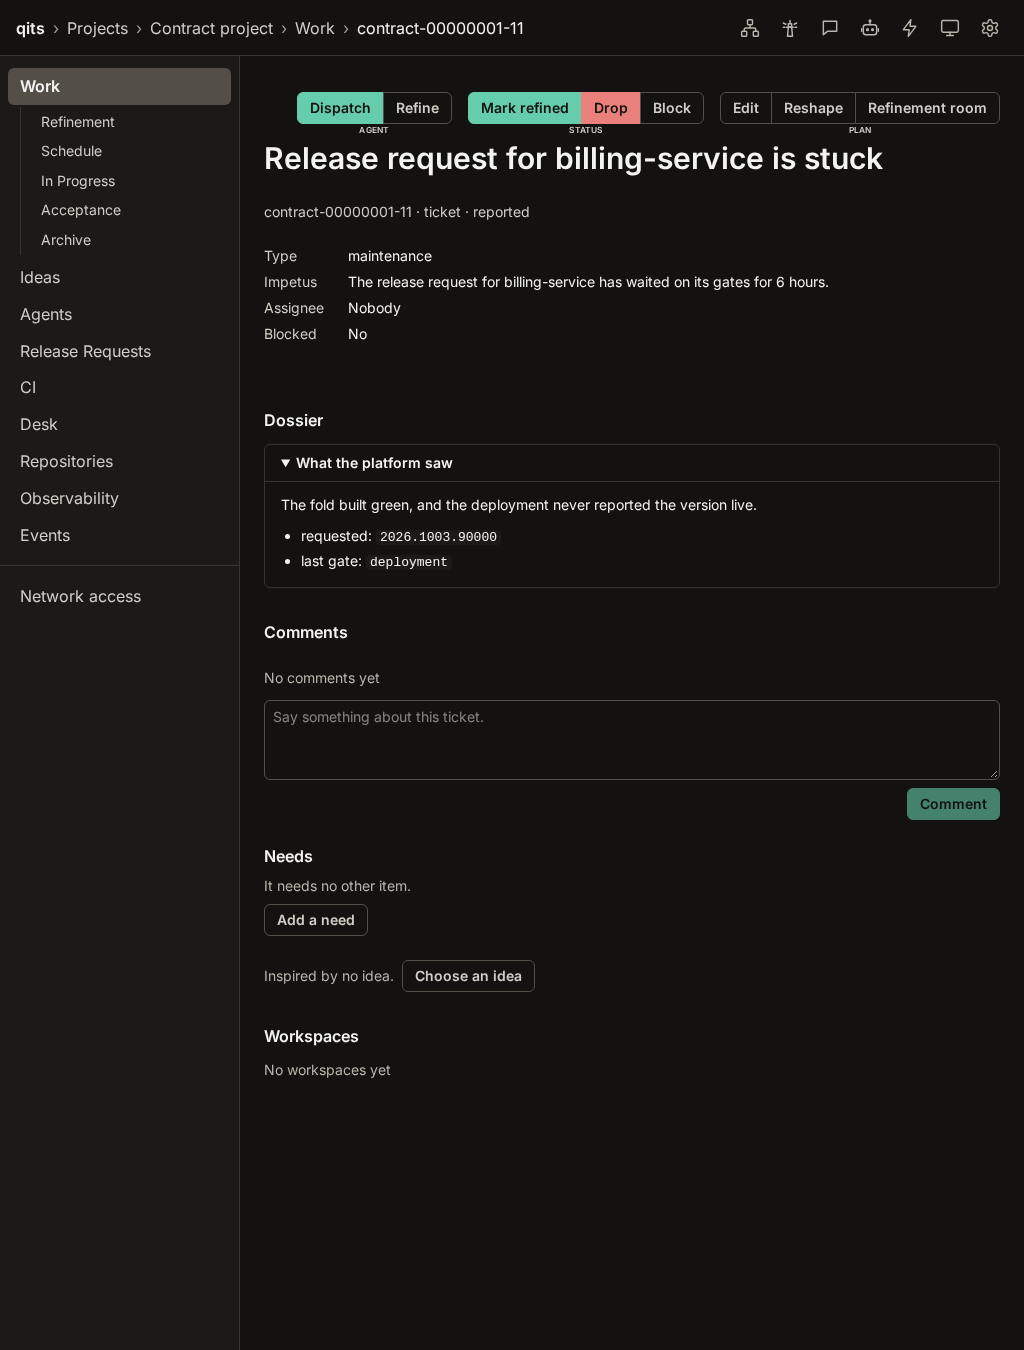 qits › Projects › Contract project › Work › contract-00000001-11
Work
Refinement
Schedule
In Progress
Acceptance
Archive
Ideas
Agents
Release Requests
CI
Desk
Repositories
Observability
Events
Network access
Dispatch Refine Mark refined Drop Block Edit Reshape Refinement room
AGENT STATUS PLAN
Release request for billing-service is stuck
contract-00000001-11 · ticket · reported
Type maintenance
Impetus The release request for billing-service has waited on its gates for 6 hours.
Assignee Nobody
Blocked No
Dossier
▼ What the platform saw
The fold built green, and the deployment never reported the version live.
• requested: 2026.1003.90000
• last gate: deployment
Comments
No comments yet
Say something about this ticket.
Comment
Needs
It needs no other item.
Add a need
Inspired by no idea. Choose an idea
Workspaces
No workspaces yet